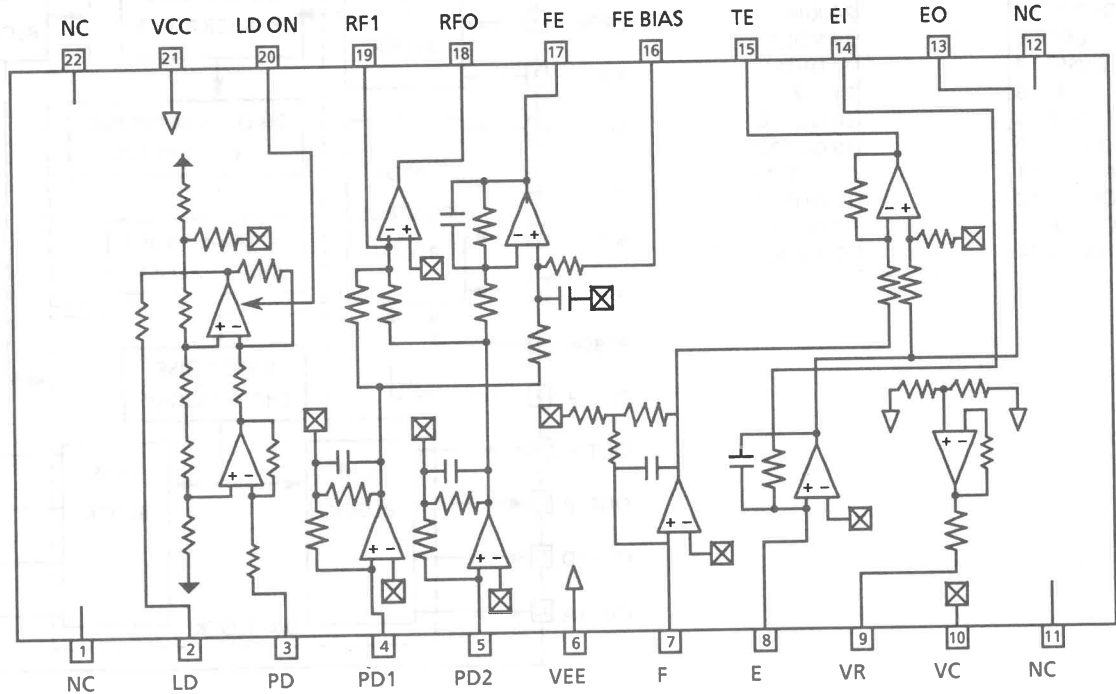 NC VCC LD ON RF1 RFO FE FE BIAS TE EI EO NC
22 21 20 19 18 17 16 15 14 13 12
- +
- +
- +
+ -
+ -
+ -
+ -
+ -
+ -
+ -
1 2 3 4 5 6 7 8 9 10 11
NC LD PD PD1 PD2 VEE F E VR VC NC